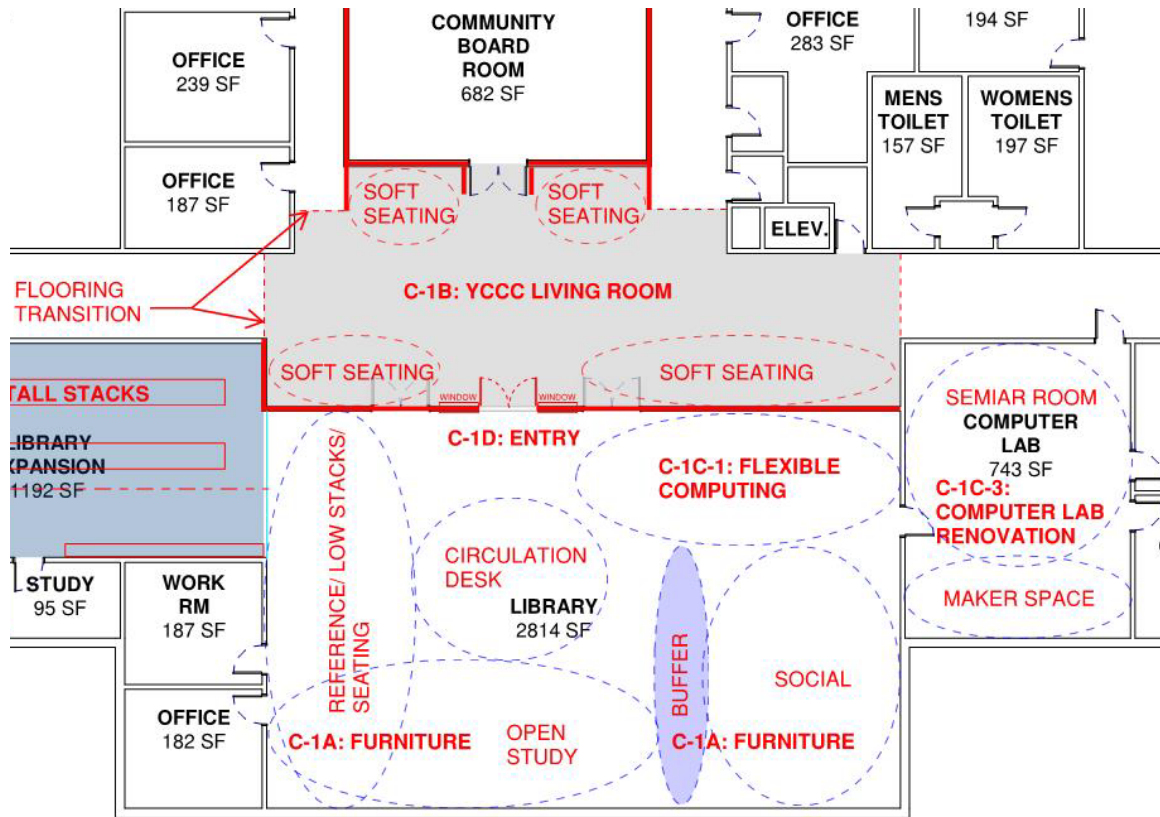 COMMUNITY
BOARD
ROOM
682 SF
OFFICE
239 SF
OFFICE
283 SF
194 SF
MENS
TOILET
157 SF
WOMENS
TOILET
197 SF
OFFICE
187 SF
SOFT
SEATING
SOFT
SEATING
ELEV.
FLOORING
TRANSITION
C-1B: YCCC LIVING ROOM
SOFT SEATING
SOFT SEATING
TALL STACKS
LIBRARY
XPANSION
1192 SF
WINDOW
WINDOW
C-1D: ENTRY
C-1C-1: FLEXIBLE
COMPUTING
SEMIAR ROOM
COMPUTER
LAB
743 SF
C-1C-3:
COMPUTER LAB
RENOVATION
MAKER SPACE
REFERENCE/ LOW STACKS/
SEATING
CIRCULATION
DESK
LIBRARY
2814 SF
STUDY
95 SF
WORK
RM
187 SF
OFFICE
182 SF
BUFFER
SOCIAL
C-1A: FURNITURE
OPEN
STUDY
C-1A: FURNITURE